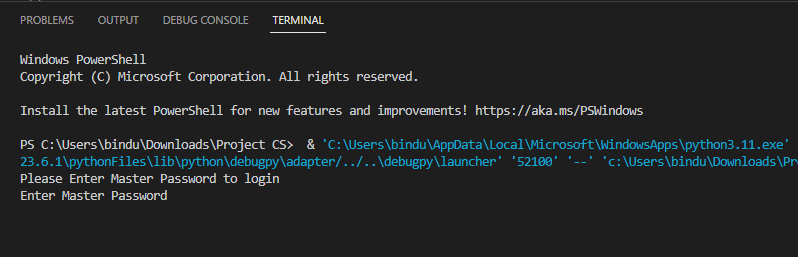 PROBLEMS OUTPUT DEBUG CONSOLE TERMINAL
Windows PowerShell
Copyright (C) Microsoft Corporation. All rights reserved.
Install the latest PowerShell for new features and improvements! https://aka.ms/PSWindows
PS C:\Users\bindu\Downloads\Project CS> & 'C:\Users\bindu\AppData\Local\Microsoft\WindowsApps\python3.11.exe'
23.6.1\pythonFiles\lib\python\debugpy\adapter/../..\debugpy\launcher' '52100' '--' 'c:\Users\bindu\Downloads\Pr
Please Enter Master Password to login
Enter Master Password